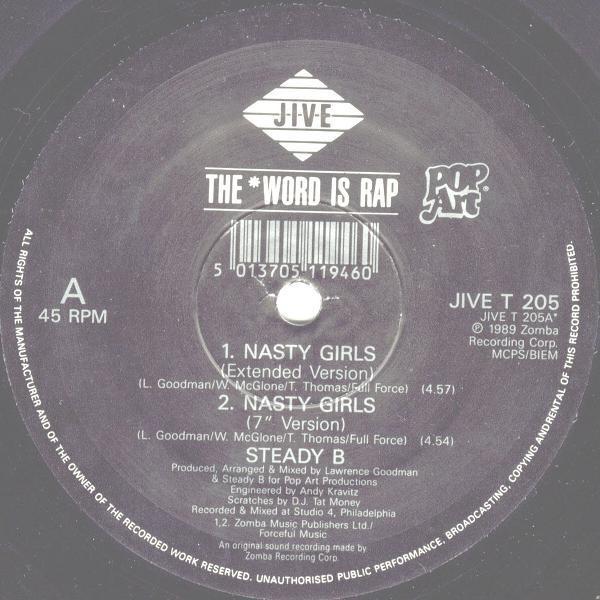 J·I·V·E
THE *WORD IS RAP
POP
Art®
5 013705 119460
A
45 RPM
JIVE T 205
JIVE T 205A*
℗ 1989 Zomba
Recording Corp.
MCPS/BIEM
1. NASTY GIRLS
(Extended Version)
(L. Goodman/W. McGlone/T. Thomas/Full Force) (4.57)
2. NASTY GIRLS
(7" Version)
(L. Goodman/W. McGlone/T. Thomas/Full Force) (4.54)
STEADY B
Produced, Arranged & Mixed by Lawrence Goodman
& Steady B for Pop Art Productions
Engineered by Andy Kravitz
Scratches by D.J. Tat Money
Recorded & Mixed at Studio 4, Philadelphia
1,2. Zomba Music Publishers Ltd./
Forceful Music
An original sound recording made by
Zomba Recording Corp.
ALL RIGHTS OF THE MANUFACTURER AND OF THE OWNER OF THE RECORDED WORK RESERVED. UNAUTHORISED PUBLIC PERFORMANCE, BROADCASTING, COPYING AND RENTAL OF THIS RECORD PROHIBITED.